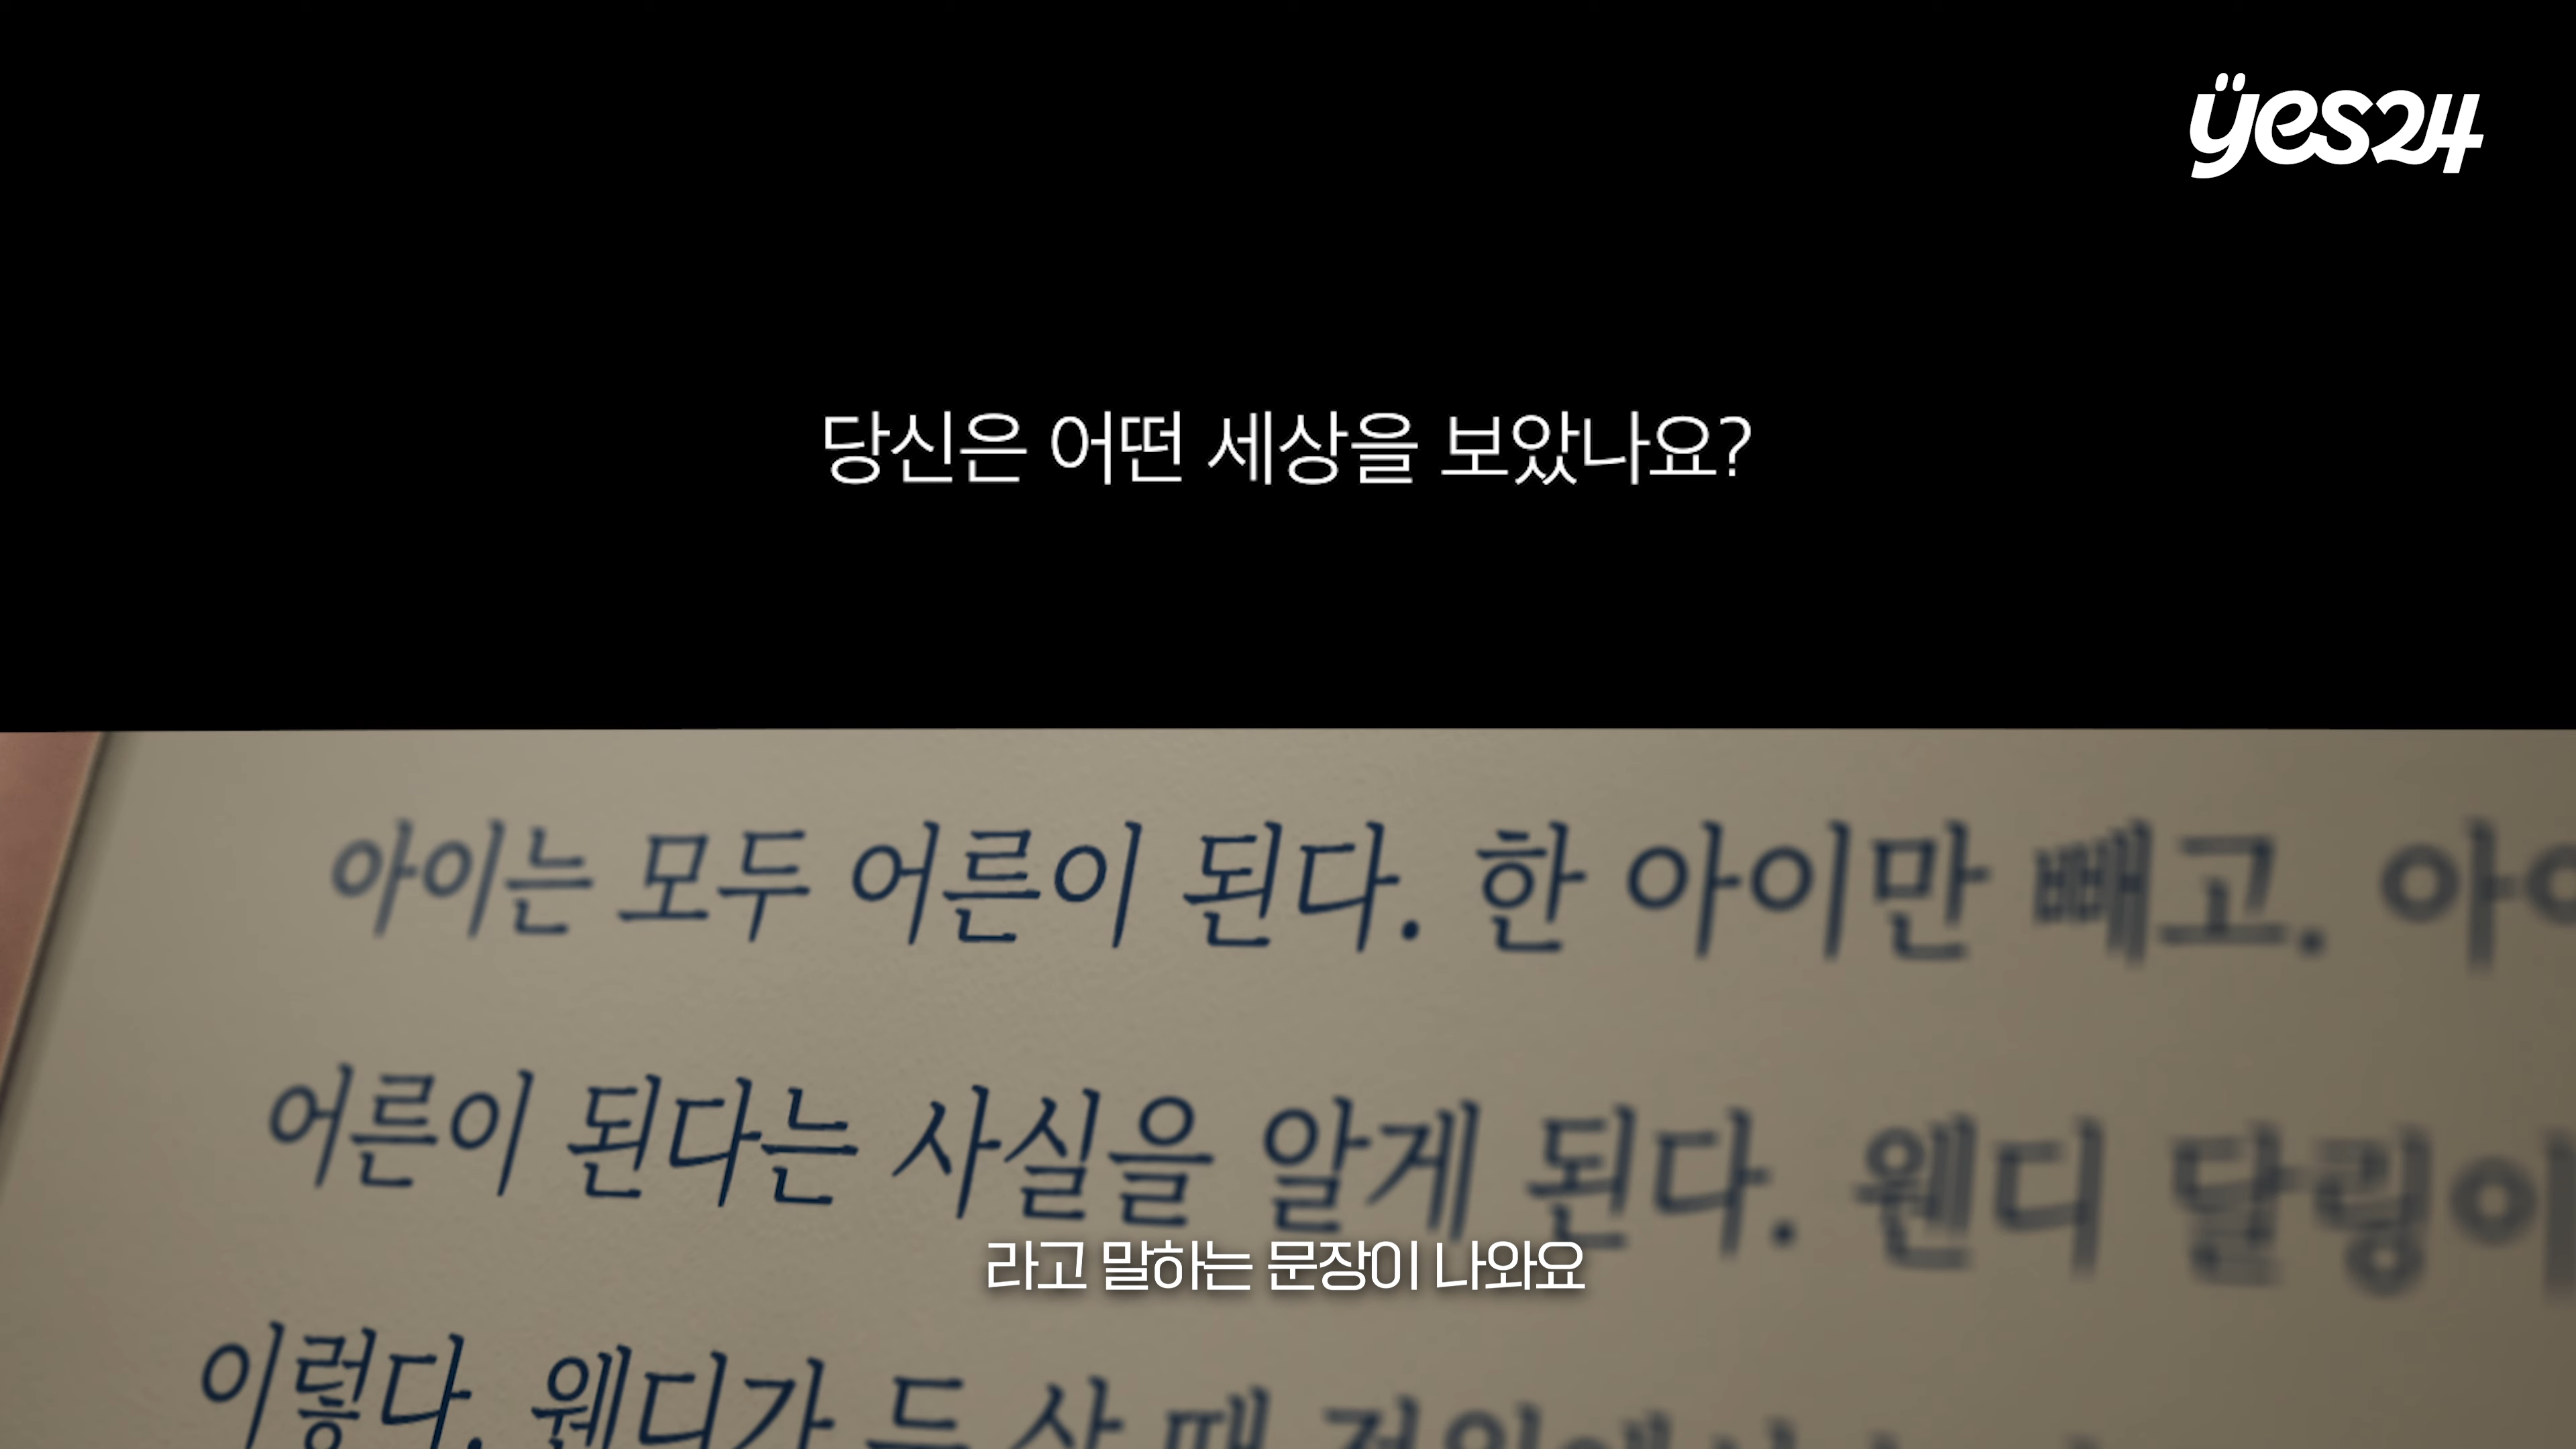 yes24
당신은 어떤 세상을 보았나요?
아이는 모두 어른이 된다. 한 아이만 빼고.
어른이 된다는 사실을 알게 된다. 웬디 달링이
라고 말하는 문장이 나와요
이렇다. 웬디가 두 살 때